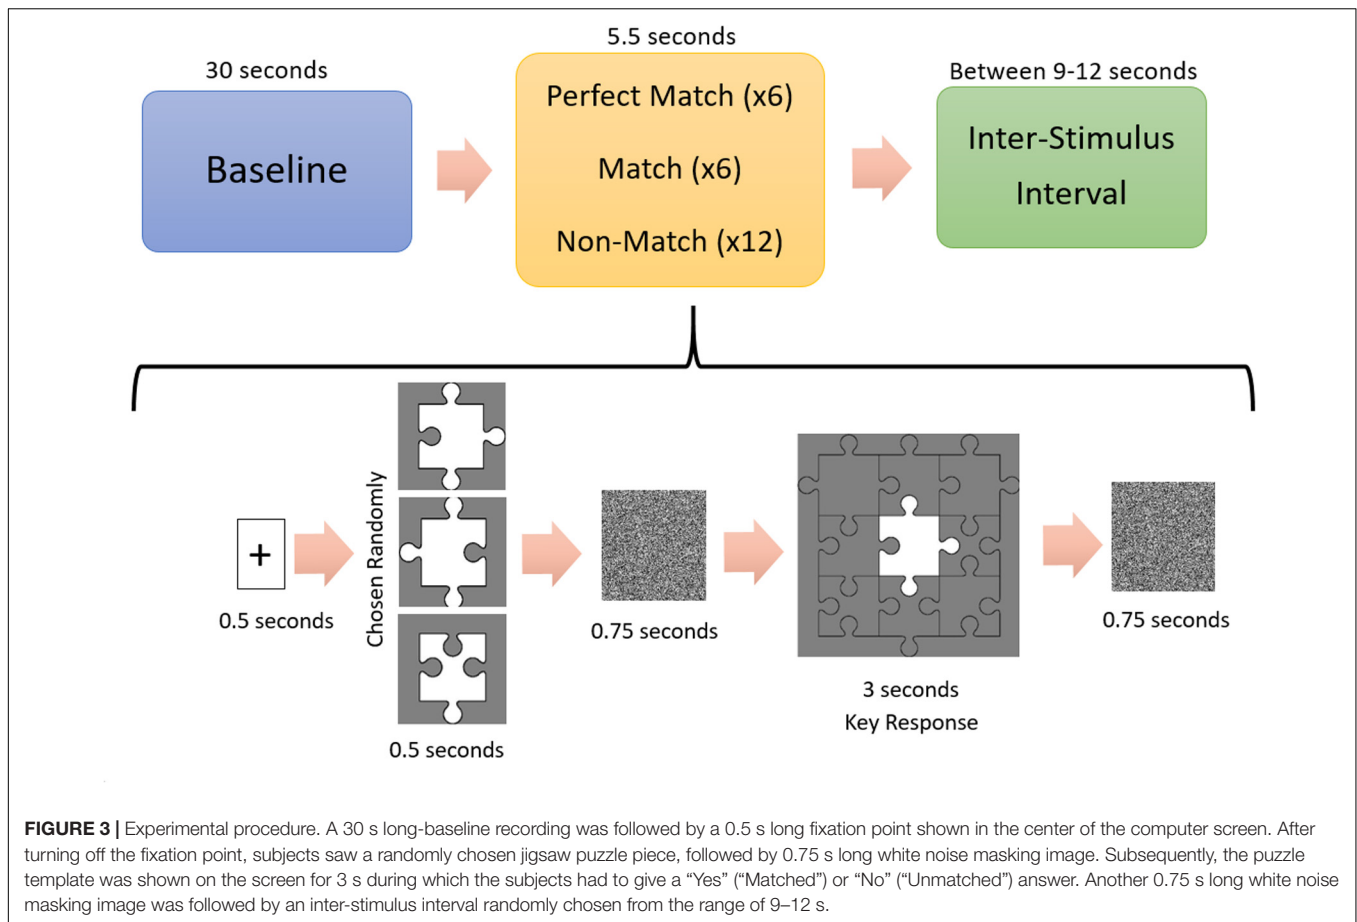 30 seconds
5.5 seconds
Between 9-12 seconds
Baseline
Perfect Match (x6)
Match (x6)
Non-Match (x12)
Inter-Stimulus
Interval
+
0.5 seconds
Chosen Randomly
0.5 seconds
0.75 seconds
3 seconds
Key Response
0.75 seconds
FIGURE 3 | Experimental procedure. A 30 s long-baseline recording was followed by a 0.5 s long fixation point shown in the center of the computer screen. After
turning off the fixation point, subjects saw a randomly chosen jigsaw puzzle piece, followed by 0.75 s long white noise masking image. Subsequently, the puzzle
template was shown on the screen for 3 s during which the subjects had to give a “Yes” (“Matched”) or “No” (“Unmatched”) answer. Another 0.75 s long white noise
masking image was followed by an inter-stimulus interval randomly chosen from the range of 9–12 s.